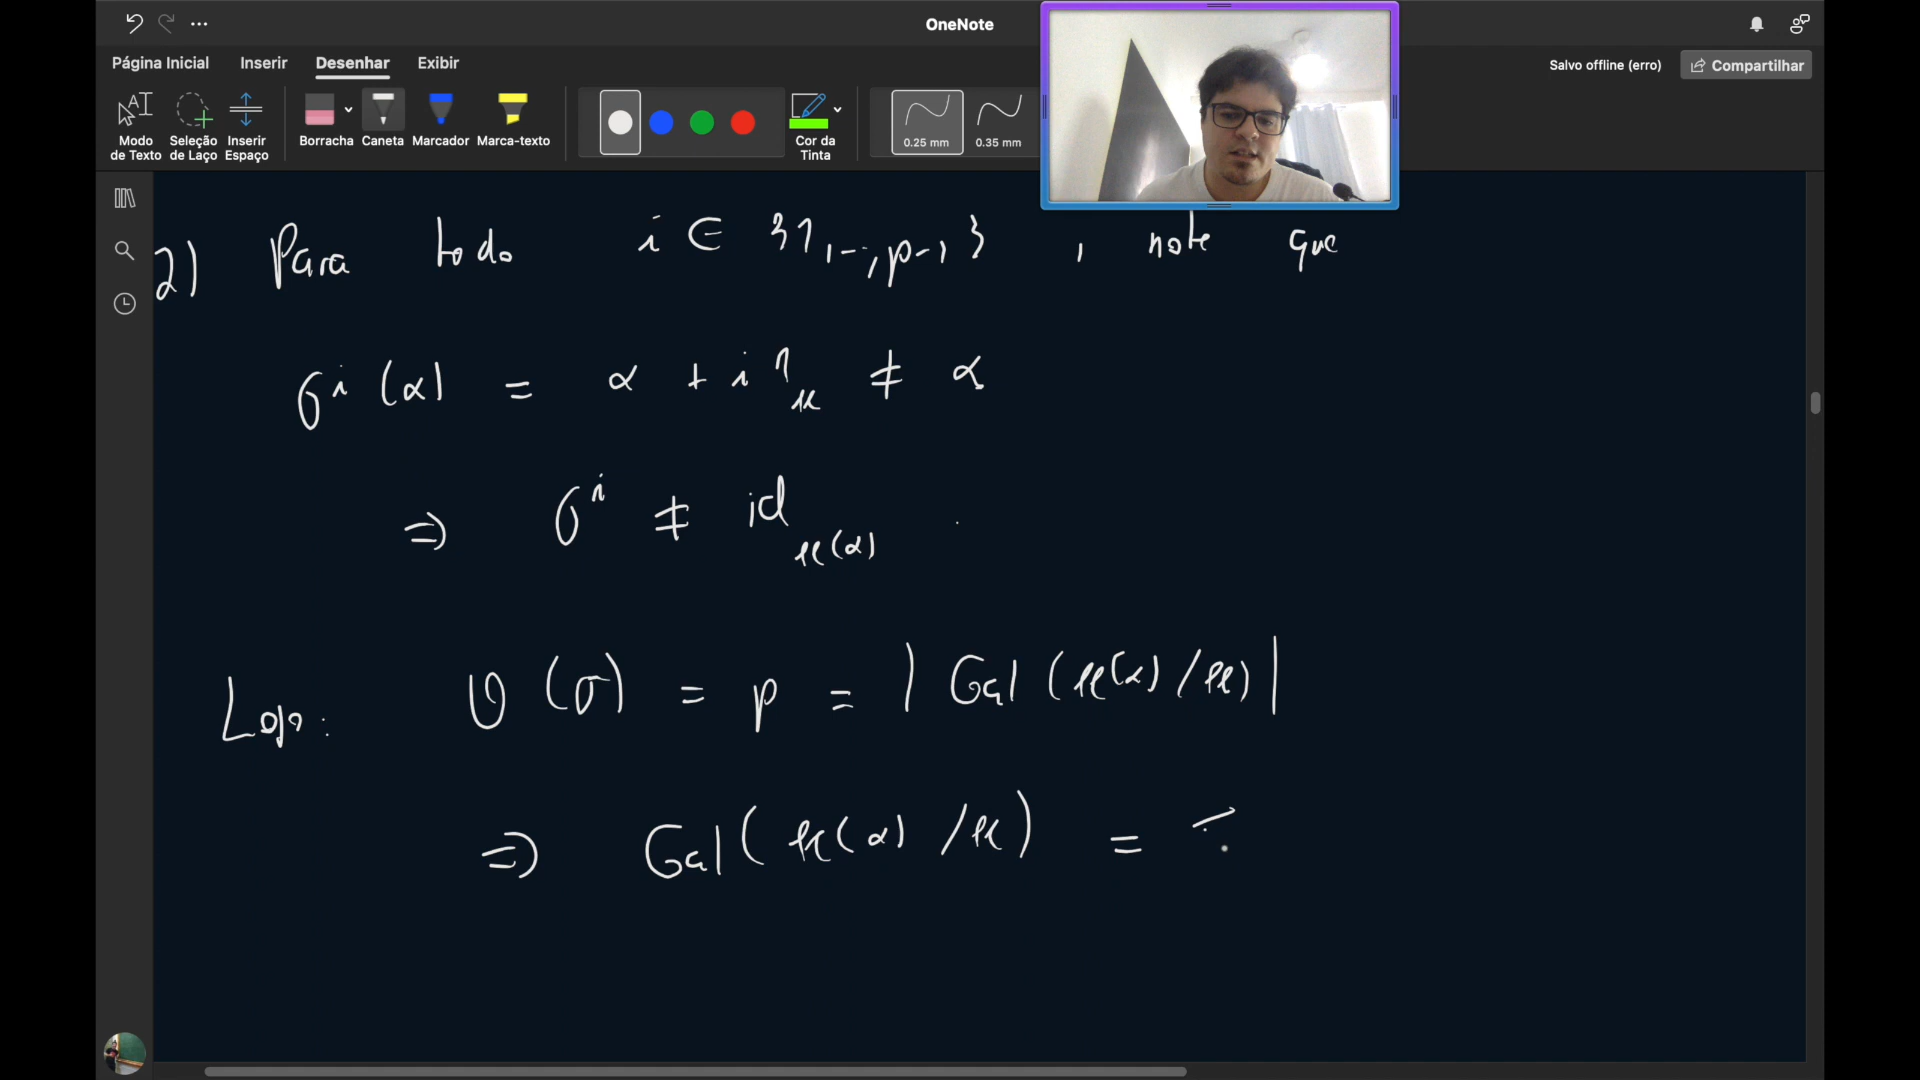 OneNote
Página Inicial Inserir Desenhar Exibir
Salvo offline (erro) Compartilhar
Modo de Texto Seleção de Laço Inserir Espaço Borracha Caneta Marcador Marca-texto Cor da Tinta 0.25 mm 0.35 mm
2) Para todo i ∈ {1,...,p-1}, note que
σ^i (α) = α + i 1_K ≠ α
⇒ σ^i ≠ id_K(α)
Logo: O(σ) = p = | Gal (K(α)/K) |
⇒ Gal( K(α)/K) =